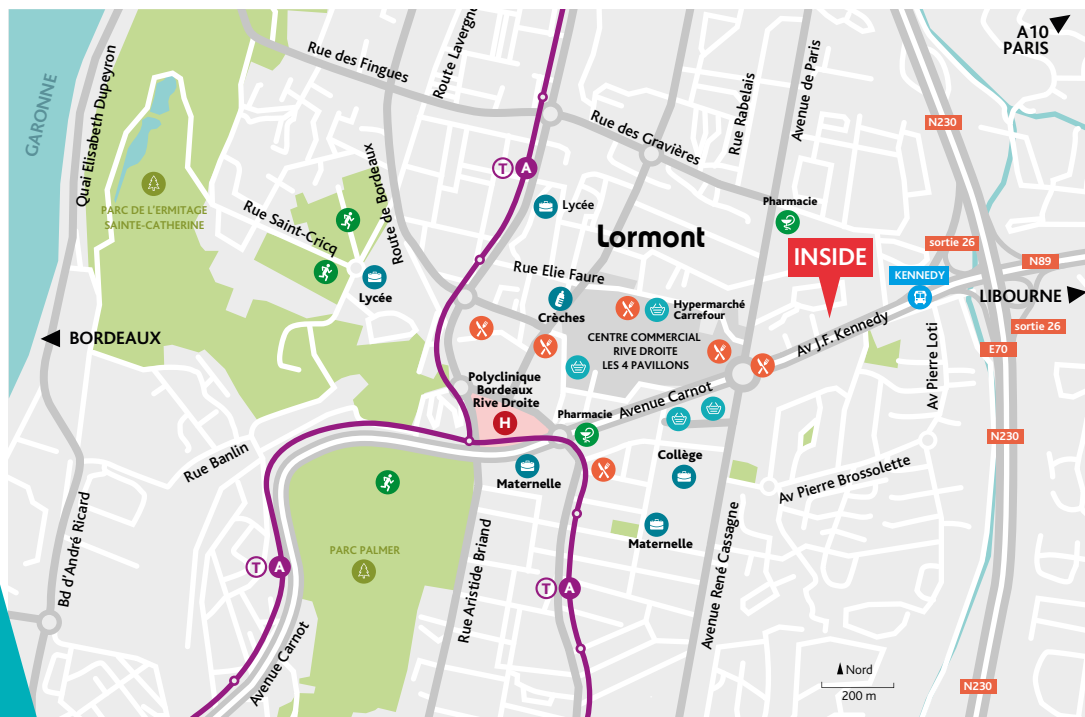 A10
PARIS
GARONNE
Quai Elisabeth Dupeyron
Rue des Fingues
Route Lavergne
Rue Rabelais
Avenue de Paris
N230
Rue des Gravières
T A
PARC DE L'ERMITAGE
SAINTE-CATHERINE
Rue Saint-Cricq
Route de Bordeaux
Lycée
Pharmacie
Lormont
INSIDE
sortie 26
N89
KENNEDY
LIBOURNE
sortie 26
Lycée
Rue Elie Faure
Crèches
Hypermarché
Carrefour
BORDEAUX
CENTRE COMMERCIAL
RIVE DROITE
LES 4 PAVILLONS
Av J.F. Kennedy
E70
Av Pierre Loti
Polyclinique
Bordeaux
Rive Droite
H
Pharmacie
Avenue Carnot
N230
Rue Banlin
Maternelle
Collège
Av Pierre Brossolette
Bd d'André Ricard
PARC PALMER
Maternelle
T A
T A
Rue Aristide Briand
Avenue René Cassagne
Avenue Carnot
Nord
200 m
N230